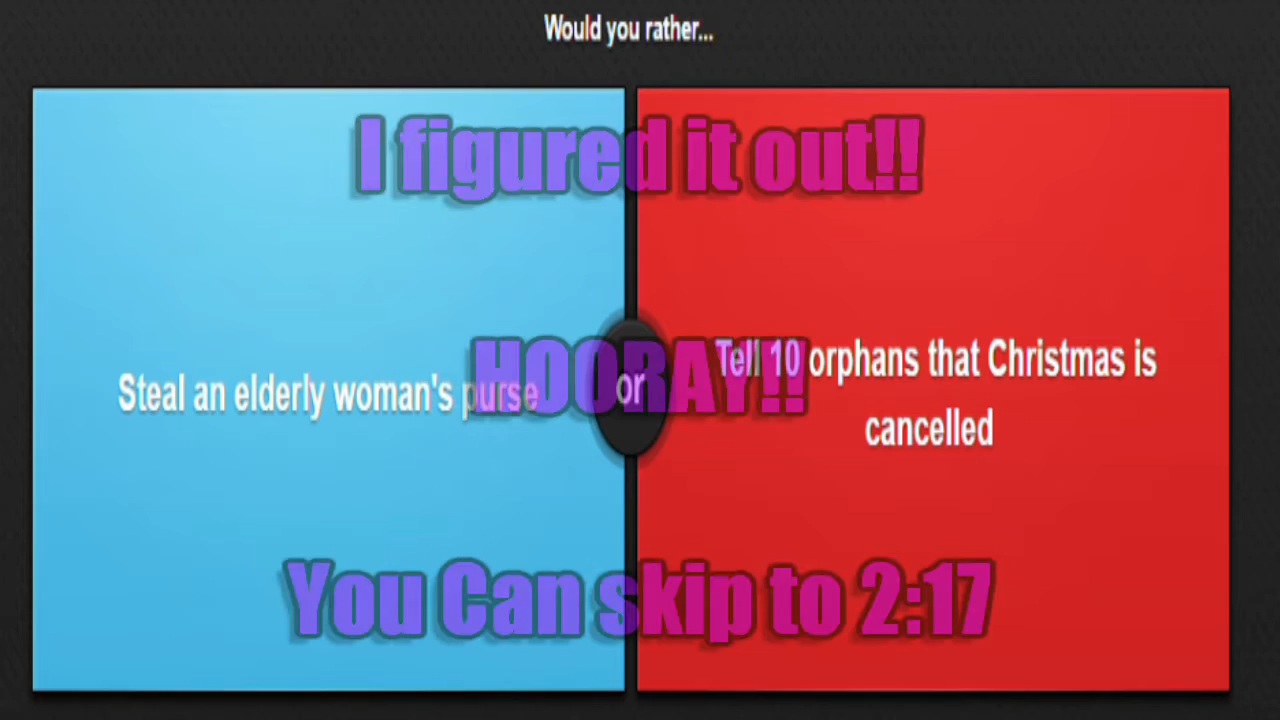 Would you rather...
I figured it out!!
HOORAY!!
Steal an elderly woman's purse
or
Tell 10 orphans that Christmas is
cancelled
You Can skip to 2:17